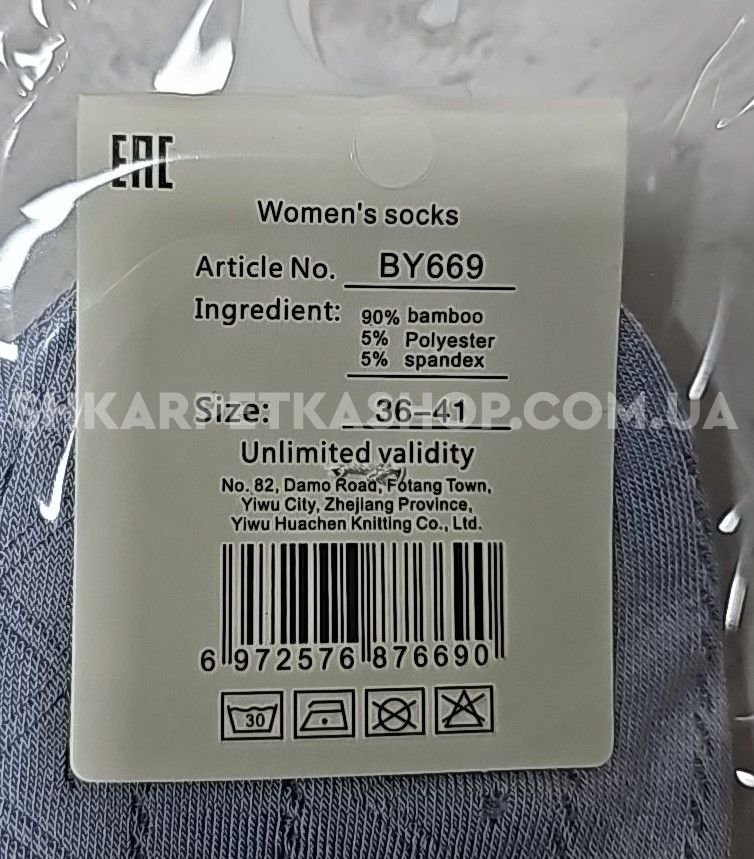 EAC
Women's socks
Article No. BY669
Ingredient: 90% bamboo
5% Polyester
5% spandex
SHKARPETKASHOP.COM.UA
Size: 36-41
Unlimited validity
No. 82, Damo Road, Fotang Town,
Yiwu City, Zhejiang Province,
Yiwu Huachen Knitting Co., Ltd.
6 972576 876690
30